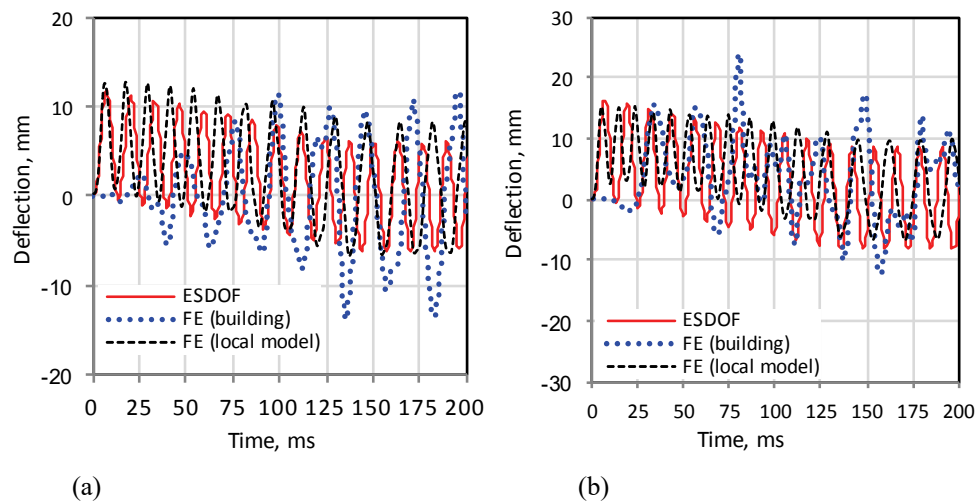 20
10
0
-10
-20
Deflection, mm
ESDOF
FE (building)
FE (local model)
0 25 50 75 100 125 150 175 200
Time, ms
(a)
30
20
10
0
-10
-20
-30
Deflection, mm
ESDOF
FE (building)
FE (local model)
0 25 50 75 100 125 150 175 200
Time, ms
(b)